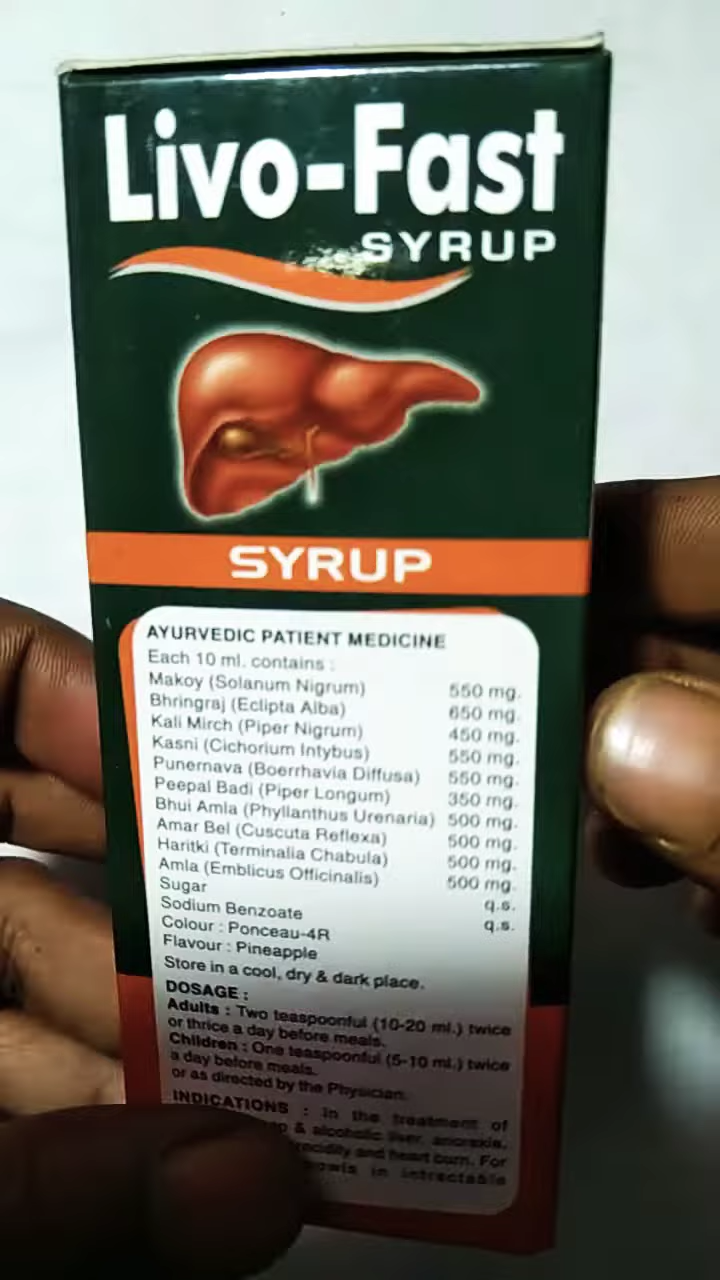 Livo-Fast
SYRUP
SYRUP
AYURVEDIC PATIENT MEDICINE
Each 10 ml. contains :
Makoy (Solanum Nigrum) 550 mg.
Bhringraj (Eclipta Alba) 650 mg.
Kali Mirch (Piper Nigrum) 450 mg.
Kasni (Cichorium Intybus) 550 mg.
Punernava (Boerrhavia Diffusa) 550 mg.
Peepal Badi (Piper Longum) 350 mg.
Bhui Amla (Phyllanthus Urenaria) 500 mg.
Amar Bel (Cuscuta Reflexa) 500 mg.
Haritki (Terminalia Chabula) 500 mg.
Amla (Emblicus Officinalis) 500 mg.
Sugar q.s.
Sodium Benzoate q.s.
Colour : Ponceau-4R
Flavour : Pineapple
Store in a cool, dry & dark place.
DOSAGE :
Adults : Two teaspoonful (10-20 ml.) twice
or thrice a day before meals.
Children : One teaspoonful (5-10 ml.) twice
a day before meals.
or as directed by the Physician.
INDICATIONS : In the treatment of
& alcoholic liver, anorexia,
and heart burn. For
in intractable